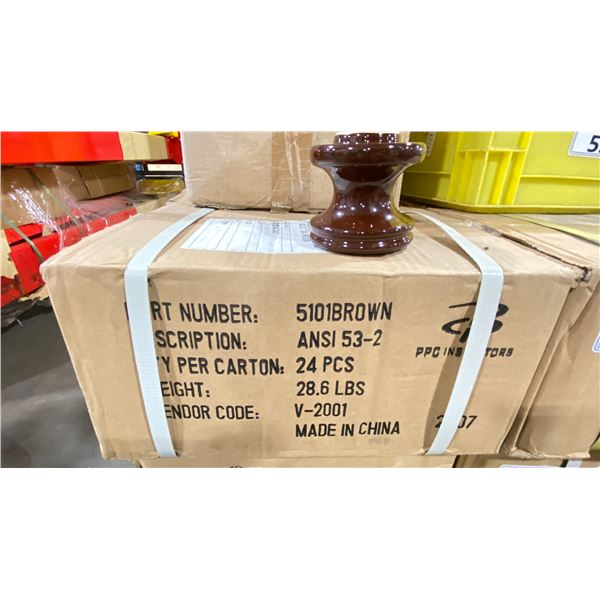 RT NUMBER: 5101BROWN
SCRIPTION: ANSI 53-2
TY PER CARTON: 24 PCS
EIGHT: 28.6 LBS
ENDOR CODE: V-2001
MADE IN CHINA
PPC